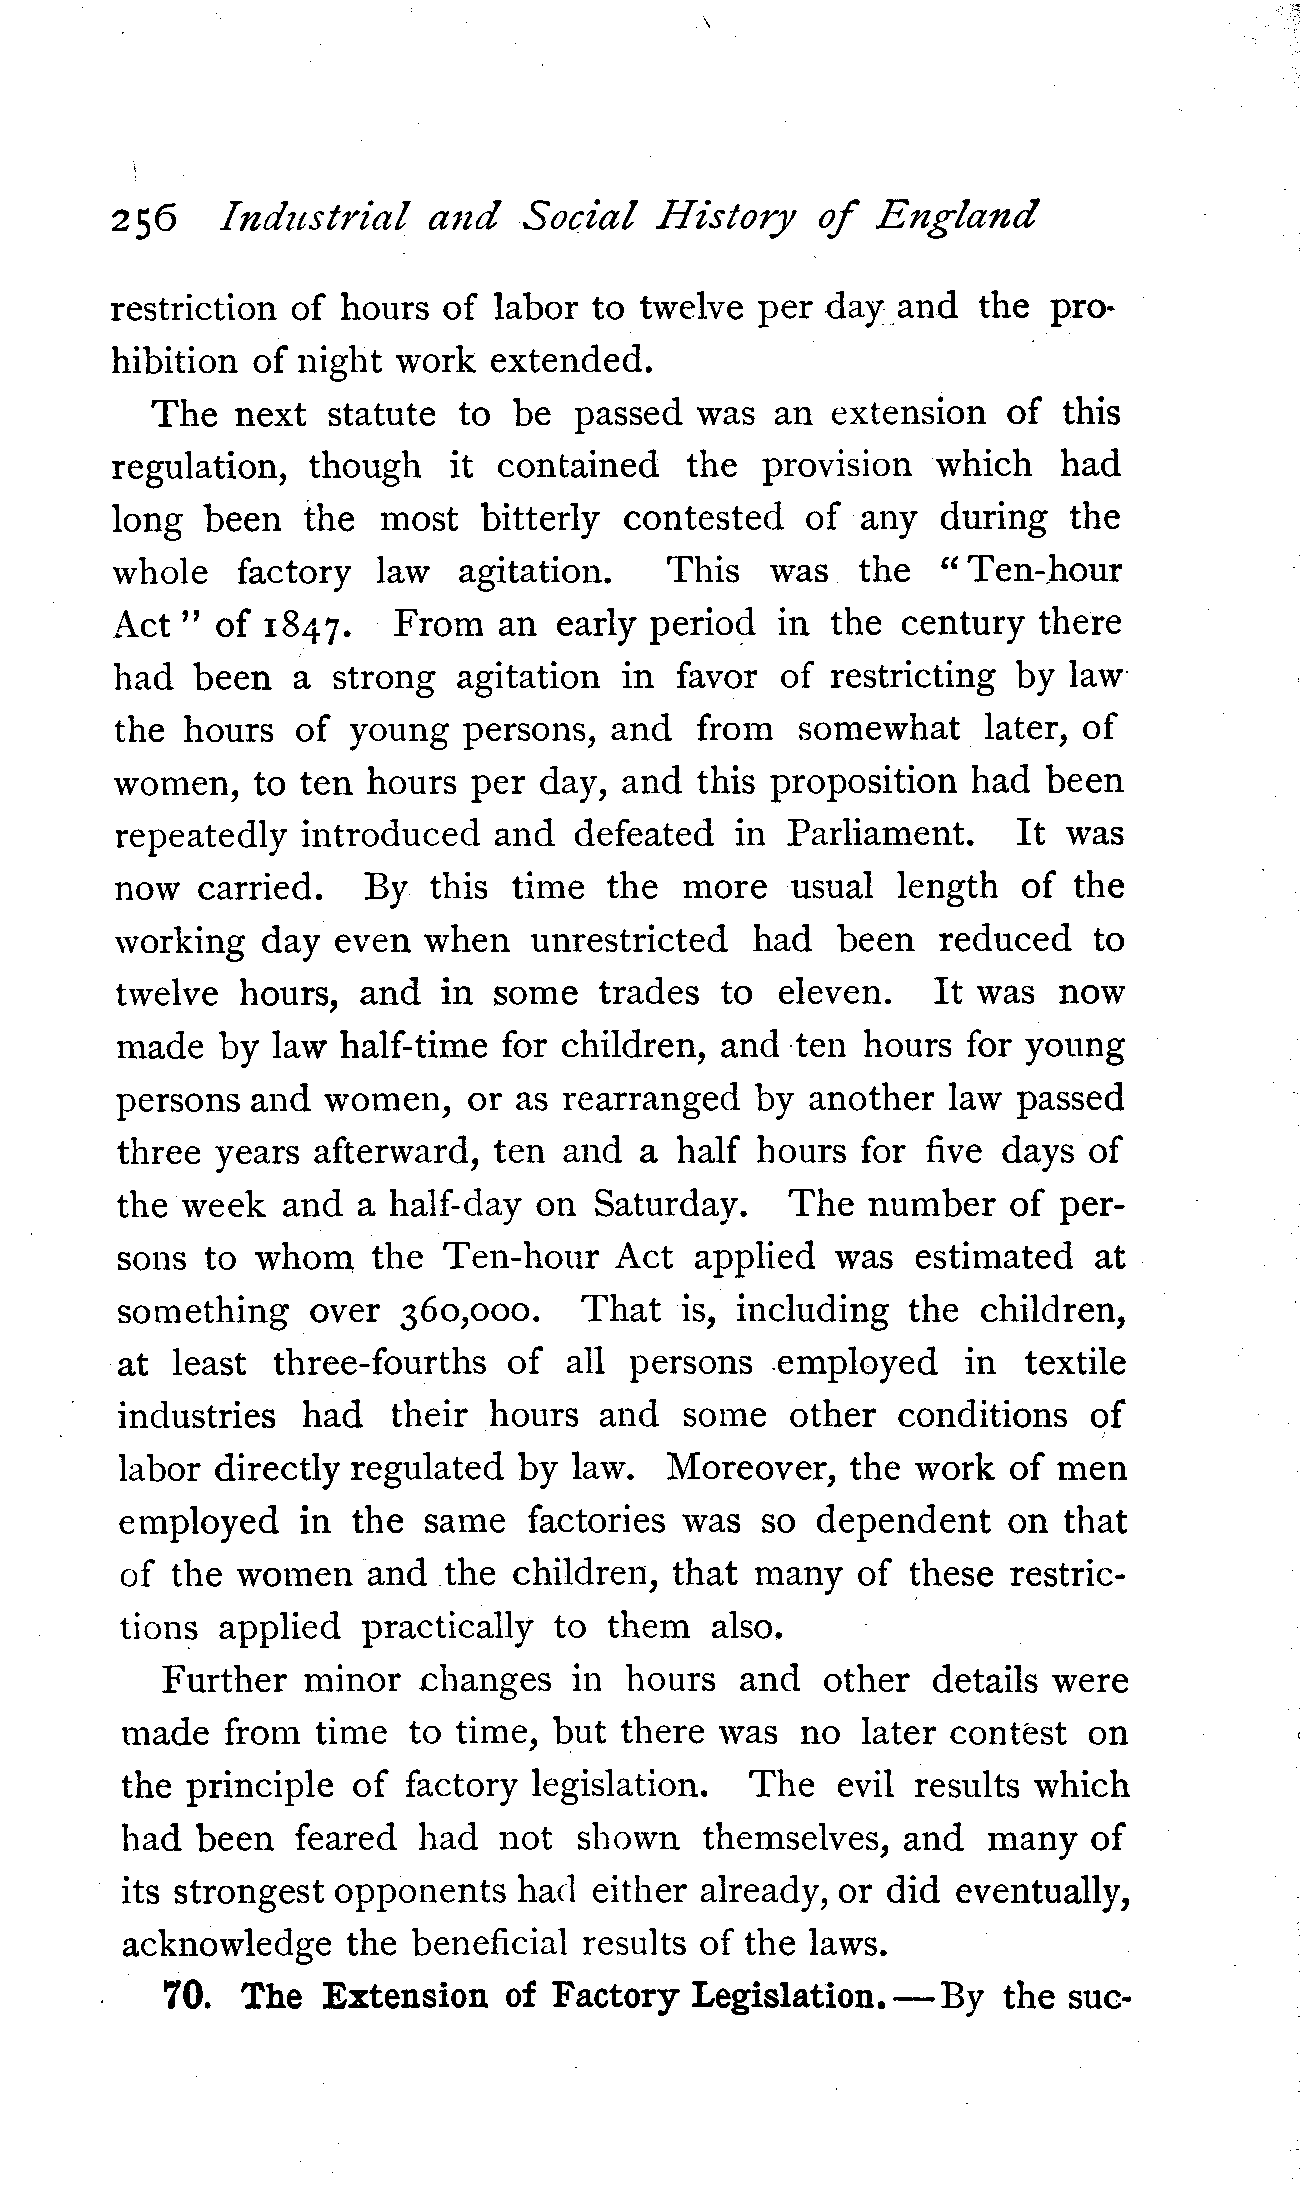 256 Industrial and Social History of England
restriction of hours of labor to twelve per day and the pro-
hibition of night work extended.
The next statute to be passed was an extension of this
regulation, though it contained the provision which had
long been the most bitterly contested of any during the
whole factory law agitation. This was the "Ten-hour
Act" of 1847. From an early period in the century there
had been a strong agitation in favor of restricting by law
the hours of young persons, and from somewhat later, of
women, to ten hours per day, and this proposition had been
repeatedly introduced and defeated in Parliament. It was
now carried. By this time the more usual length of the
working day even when unrestricted had been reduced to
twelve hours, and in some trades to eleven. It was now
made by law half-time for children, and ten hours for young
persons and women, or as rearranged by another law passed
three years afterward, ten and a half hours for five days of
the week and a half-day on Saturday. The number of per-
sons to whom the Ten-hour Act applied was estimated at
something over 360,000. That is, including the children,
at least three-fourths of all persons employed in textile
industries had their hours and some other conditions of
labor directly regulated by law. Moreover, the work of men
employed in the same factories was so dependent on that
of the women and the children, that many of these restric-
tions applied practically to them also.
Further minor changes in hours and other details were
made from time to time, but there was no later contest on
the principle of factory legislation. The evil results which
had been feared had not shown themselves, and many of
its strongest opponents had either already, or did eventually,
acknowledge the beneficial results of the laws.
70. The Extension of Factory Legislation.—By the suc-